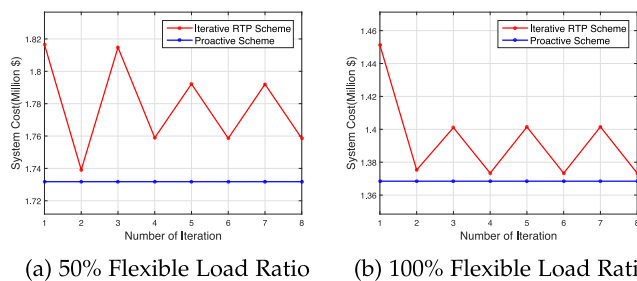 1.82
1.8
1.78
1.76
1.74
1.72
System Cost(Million $)
Iterative RTP Scheme
Proactive Scheme
1 2 3 4 5 6 7 8
Number of Iteration
(a) 50% Flexible Load Ratio
1.46
1.44
1.42
1.4
1.38
1.36
System Cost(Million $)
Iterative RTP Scheme
Proactive Scheme
1 2 3 4 5 6 7 8
Number of Iteration
(b) 100% Flexible Load Rati